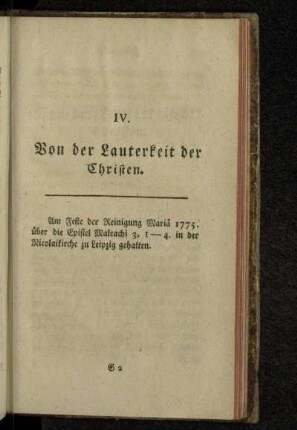 IV.
Von der Lauterkeit der
Christen.
Am Feste der Reinigung Mariä 1775.
über die Epistel Maleachi 3, 1—4. in der
Nicolaikirche zu Leipzig gehalten.
G 2